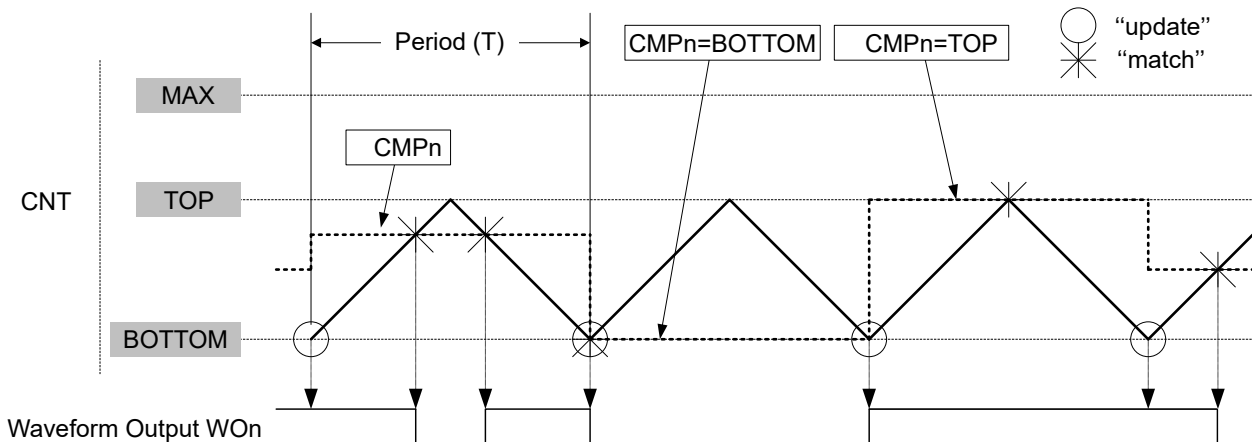 Period (T)
CMPn=BOTTOM
CMPn=TOP
“update”
“match”
MAX
CMPn
CNT
TOP
BOTTOM
Waveform Output WOn